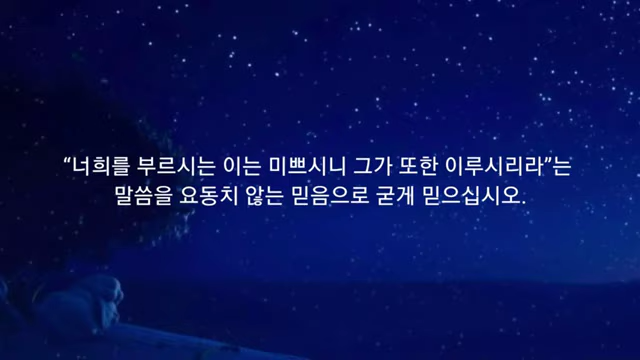 “너희를 부르시는 이는 미쁘시니 그가 또한 이루시리라”는
말씀을 요동치 않는 믿음으로 굳게 믿으십시오.